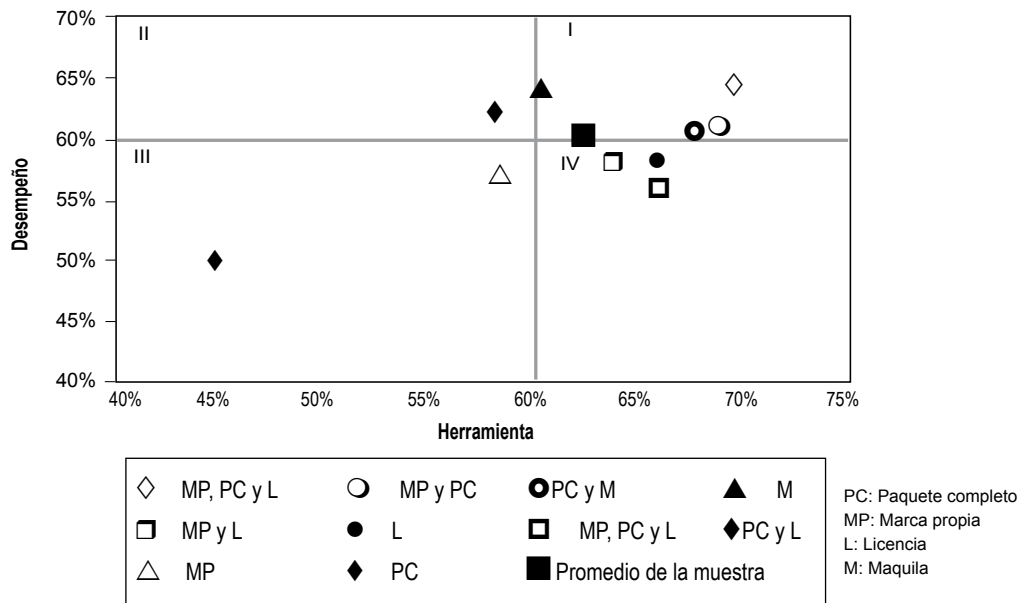 70%
II
I
65%
60%
III
IV
55%
50%
45%
40%
Desempeño
40% 45% 50% 55% 60% 65% 70% 75%
Herramienta
MP, PC y L MP y PC PC y M M
MP y L L MP, PC y L PC y L
MP PC Promedio de la muestra
PC: Paquete completo
MP: Marca propia
L: Licencia
M: Maquila